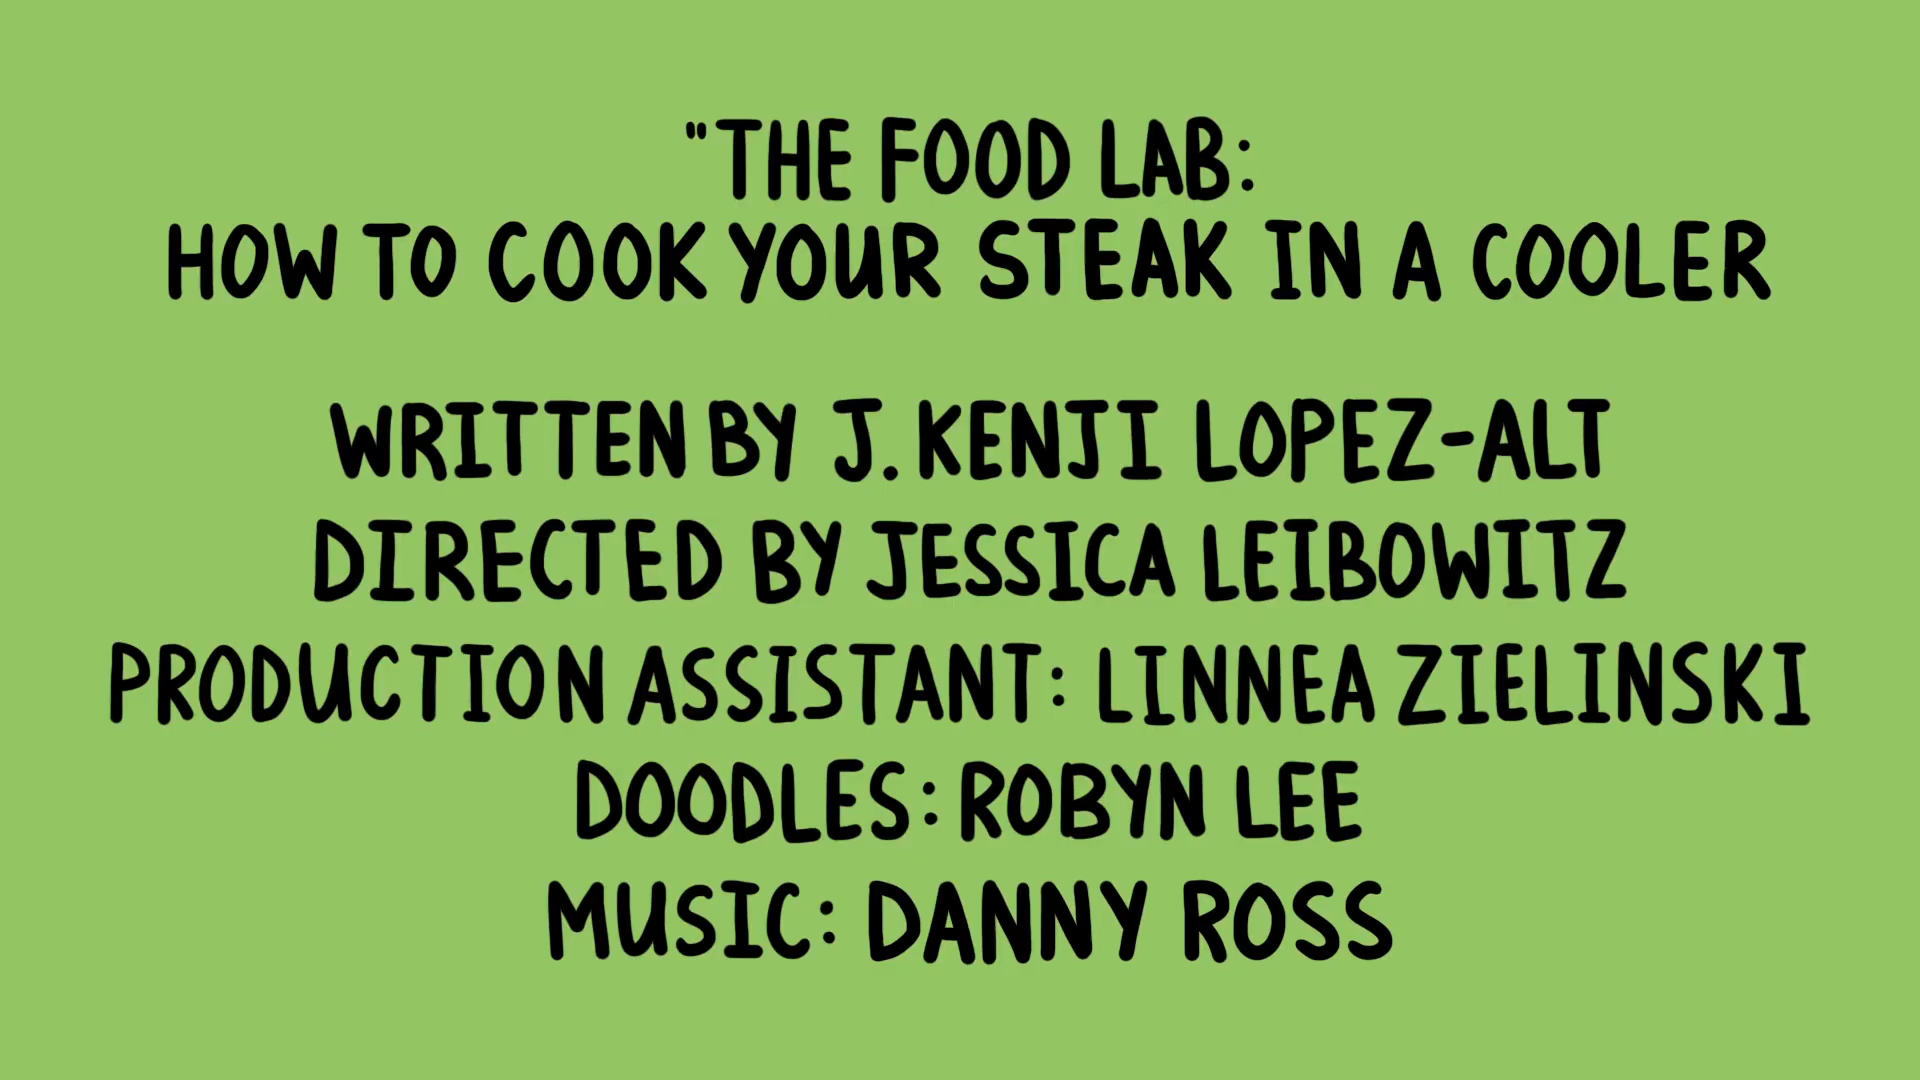 "THE FOOD LAB:
HOW TO COOK YOUR STEAK IN A COOLER
WRITTEN BY J. KENJI LOPEZ-ALT
DIRECTED BY JESSICA LEIBOWITZ
PRODUCTION ASSISTANT: LINNEA ZIELINSKI
DOODLES: ROBYN LEE
MUSIC: DANNY ROSS